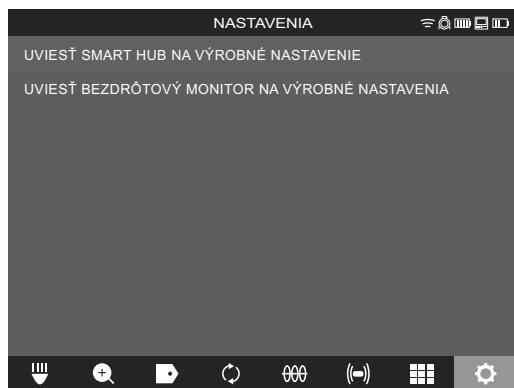 NASTAVENIA
UVIESŤ SMART HUB NA VÝROBNÉ NASTAVENIE
UVIESŤ BEZDRÔTOVÝ MONITOR NA VÝROBNÉ NASTAVENIA